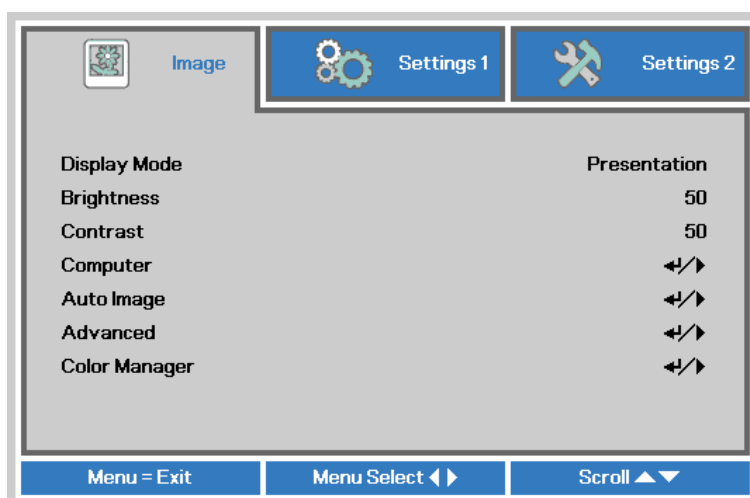 Image Settings 1 Settings 2
Display Mode Presentation
Brightness 50
Contrast 50
Computer ↵/▶
Auto Image ↵/▶
Advanced ↵/▶
Color Manager ↵/▶
Menu = Exit Menu Select ◀▶ Scroll ▲▼